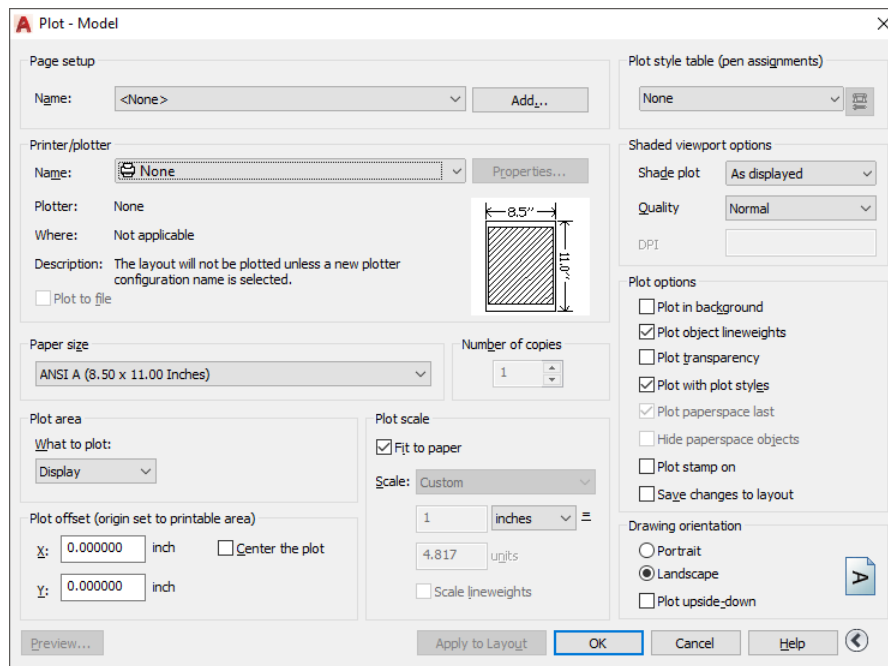 Plot - Model
Page setup
Name:
<None>
Add...
Printer/plotter
Name:
None
Properties...
Plotter:
None
Where:
Not applicable
Description:
The layout will not be plotted unless a new plotter
configuration name is selected.
Plot to file
8.5''
11.0''
Paper size
ANSI A (8.50 x 11.00 Inches)
Number of copies
1
Plot area
What to plot:
Display
Plot offset (origin set to printable area)
X:
0.000000
inch
Center the plot
Y:
0.000000
inch
Plot scale
Fit to paper
Scale:
Custom
1
inches
=
4.817
units
Scale lineweights
Plot style table (pen assignments)
None
Shaded viewport options
Shade plot
As displayed
Quality
Normal
DPI
Plot options
Plot in background
Plot object lineweights
Plot transparency
Plot with plot styles
Plot paperspace last
Hide paperspace objects
Plot stamp on
Save changes to layout
Drawing orientation
Portrait
Landscape
Plot upside-down
A
Preview...
Apply to Layout
OK
Cancel
Help